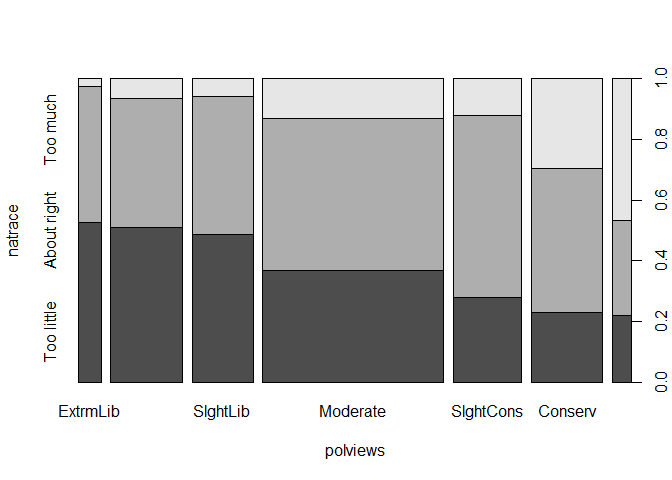 natrace
Too much
About right
Too little
1.0
0.8
0.6
0.4
0.2
0.0
ExtrmLib SlghtLib Moderate SlghtCons Conserv
polviews